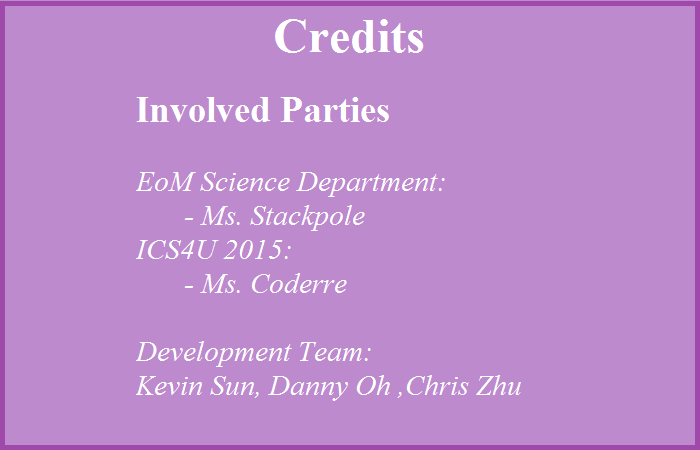 Credits
Involved Parties
EoM Science Department:
- Ms. Stackpole
ICS4U 2015:
- Ms. Coderre
Development Team:
Kevin Sun, Danny Oh ,Chris Zhu